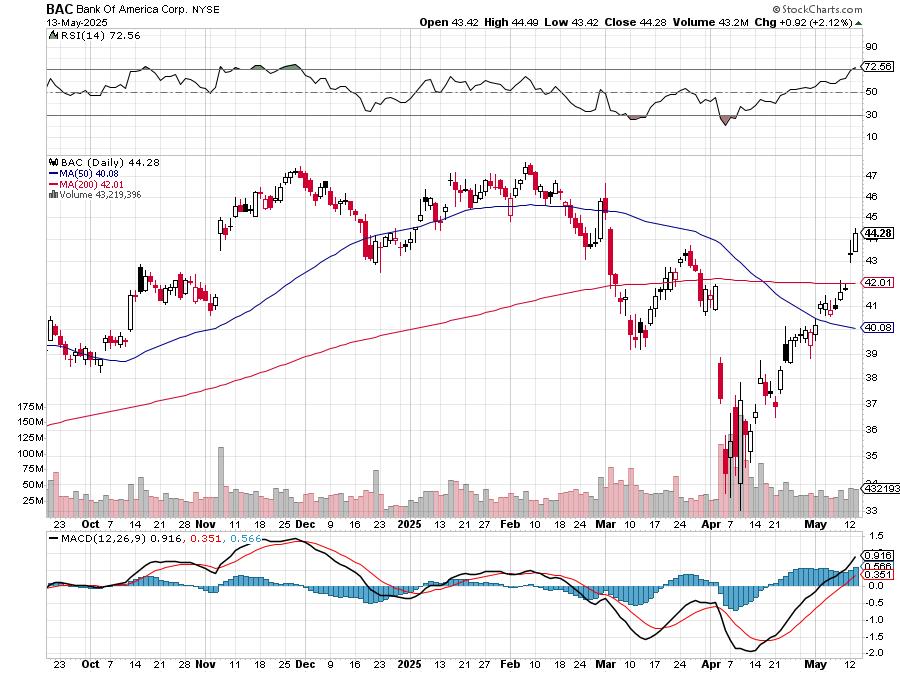 BAC Bank Of America Corp. NYSE
© StockCharts.com
13-May-2025
Open 43.42 High 44.49 Low 43.42 Close 44.28 Volume 43.2M Chg +0.92 (+2.12%)
RSI(14) 72.56
90
72.56
50
30
10
BAC (Daily) 44.28
MA(50) 40.08
MA(200) 42.01
Volume 43,219,396
47
46
45
44.28
43
42.01
41
40.08
39
38
37
36
35
34
33
175M
150M
125M
100M
75M
50M
25M
432193
23 Oct 7 14 21 28 Nov 11 18 25 Dec 9 16 23 2025 13 21 27 Feb 10 18 24 Mar 10 17 24 Apr 7 14 21 May 12
MACD(12,26,9) 0.916, 0.351, 0.566
1.5
0.916
0.566
0.351
0.0
-0.5
-1.0
-1.5
-2.0
23 Oct 7 14 21 28 Nov 11 18 25 Dec 9 16 23 2025 13 21 27 Feb 10 18 24 Mar 10 17 24 Apr 7 14 21 May 12